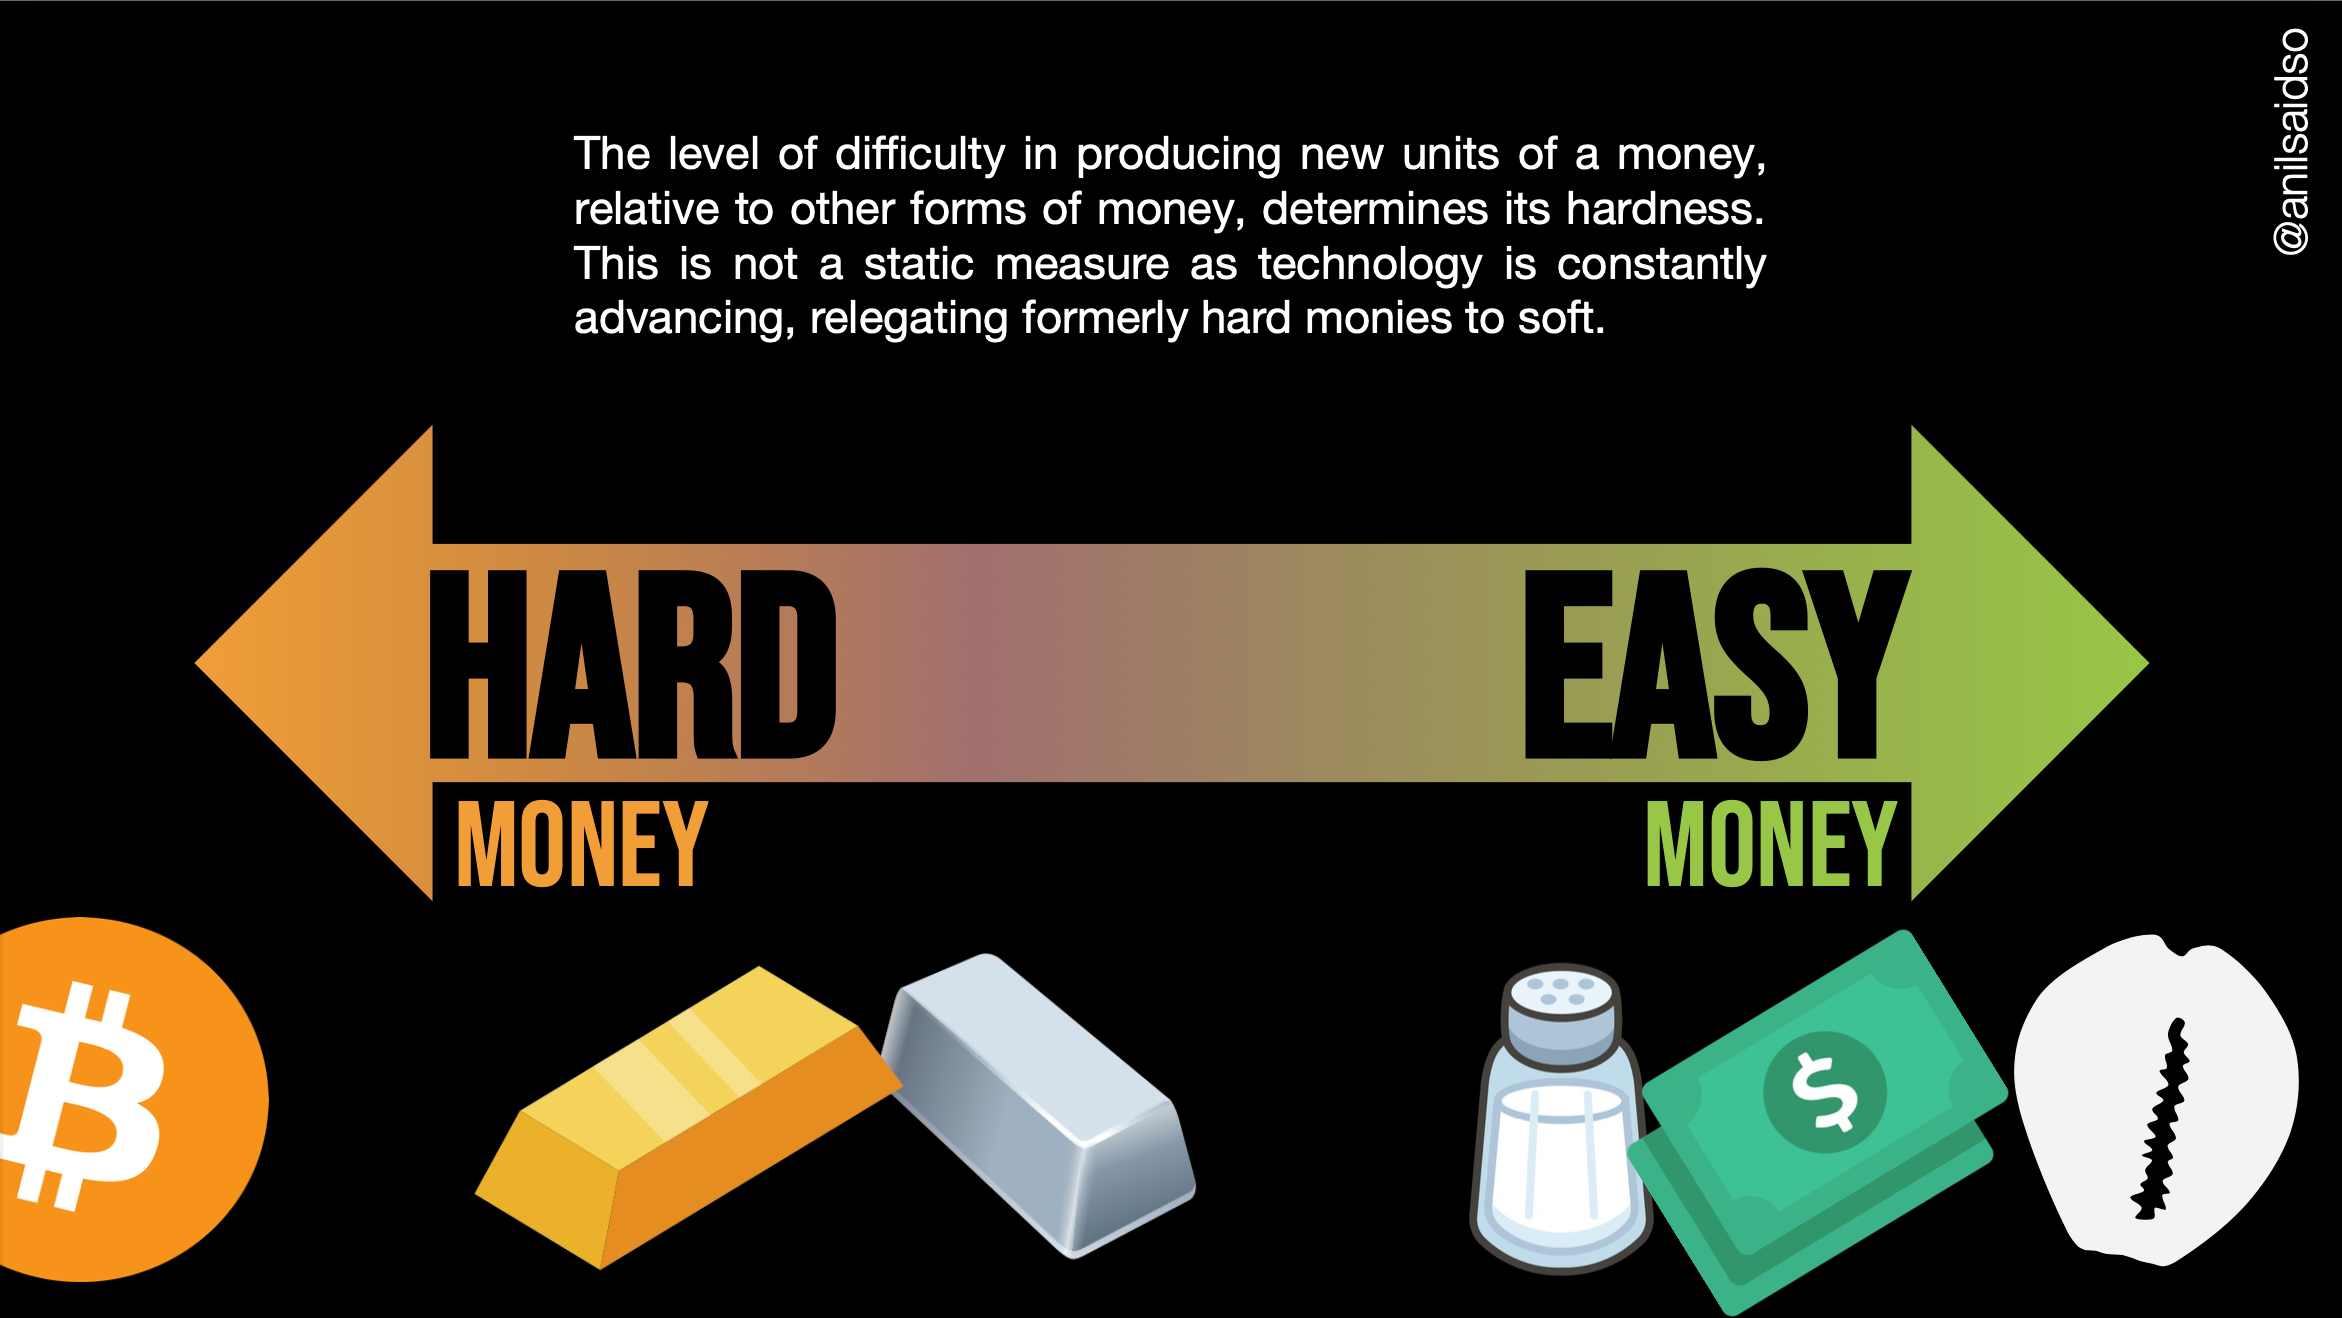 @anilsaidso
The level of difficulty in producing new units of a money,
relative to other forms of money, determines its hardness.
This is not a static measure as technology is constantly
advancing, relegating formerly hard monies to soft.
HARD
EASY
MONEY
MONEY
$